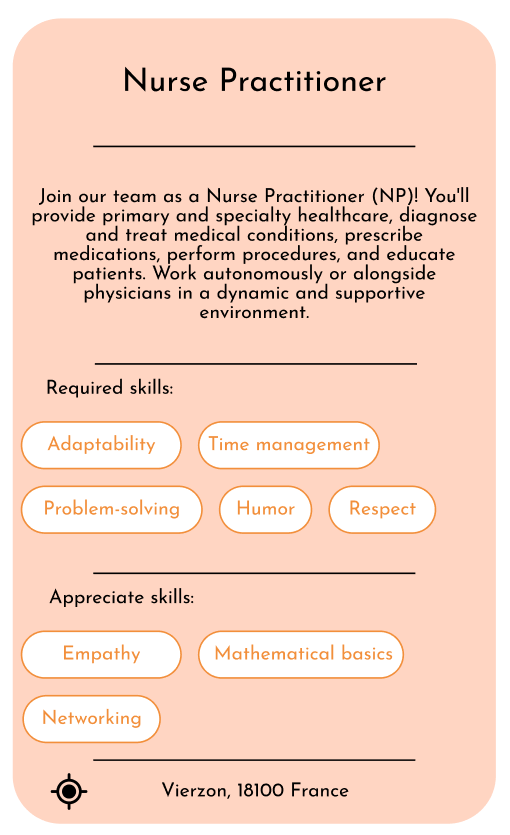 Nurse Practitioner
Join our team as a Nurse Practitioner (NP)! You'll
provide primary and specialty healthcare, diagnose
and treat medical conditions, prescribe
medications, perform procedures, and educate
patients. Work autonomously or alongside
physicians in a dynamic and supportive
environment.
Required skills:
Adaptability Time management
Problem-solving Humor Respect
Appreciate skills:
Empathy Mathematical basics
Networking
Vierzon, 18100 France